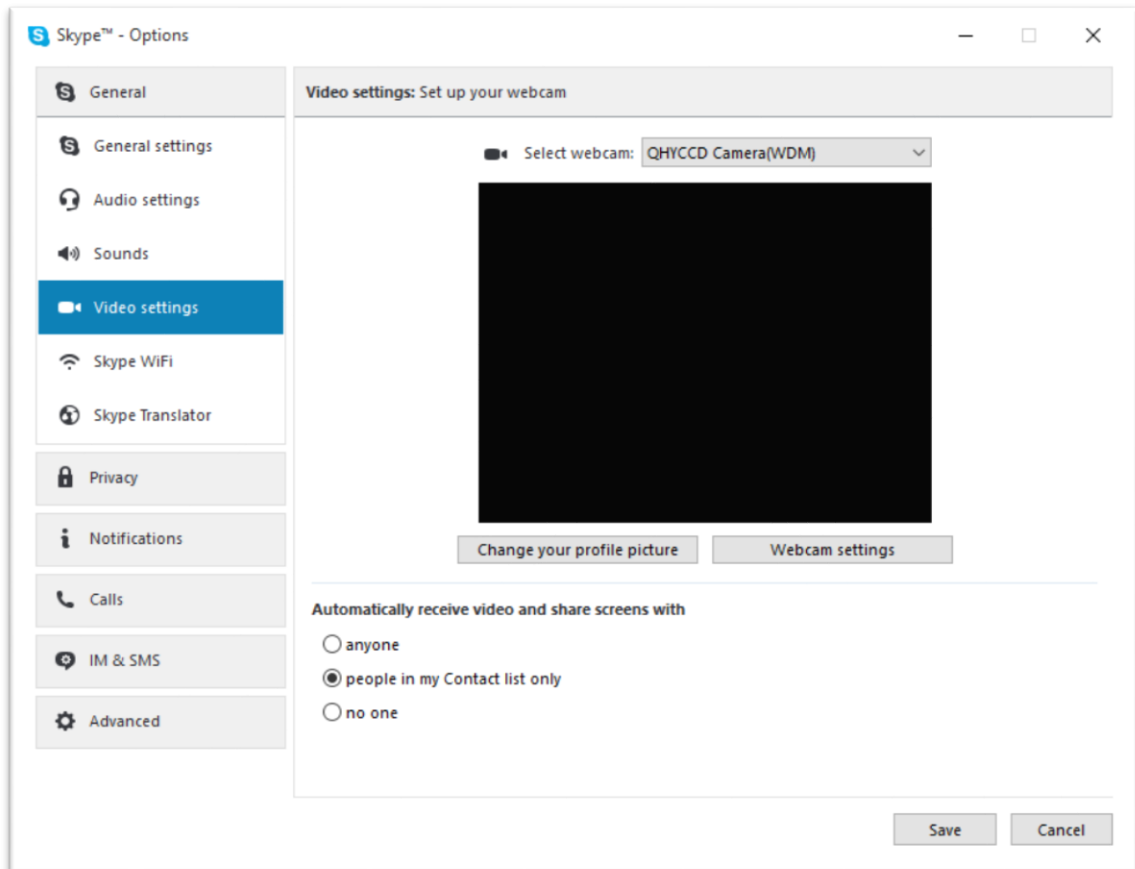 Skype™ - Options
General
General settings
Audio settings
Sounds
Video settings
Skype WiFi
Skype Translator
Privacy
Notifications
Calls
IM & SMS
Advanced
Video settings: Set up your webcam
Select webcam: QHYCCD Camera(WDM)
Change your profile picture Webcam settings
Automatically receive video and share screens with
anyone
people in my Contact list only
no one
Save Cancel